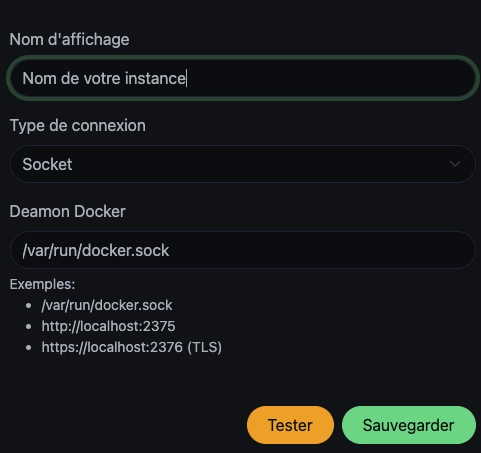 Nom d'affichage
Nom de votre instance
Type de connexion
Socket
Deamon Docker
/var/run/docker.sock
Exemples:
• /var/run/docker.sock
• http://localhost:2375
• https://localhost:2376 (TLS)
Tester Sauvegarder